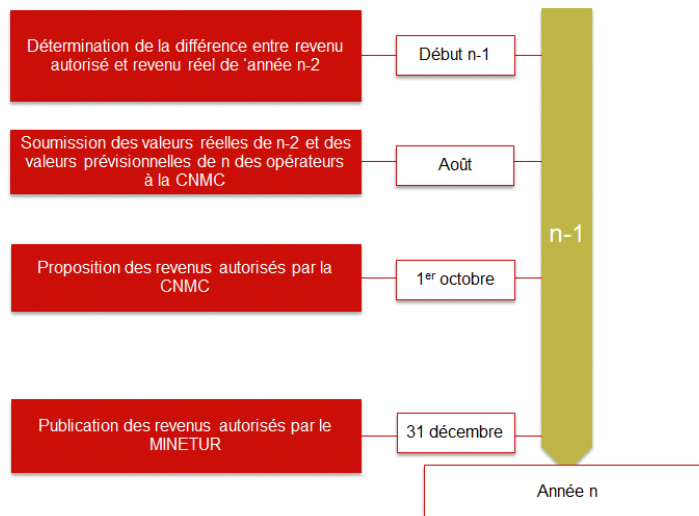 Détermination de la différence entre revenu
autorisé et revenu réel de 'année n-2
Début n-1
Soumission des valeurs réelles de n-2 et des
valeurs prévisionnelles de n des opérateurs
à la CNMC
Août
n-1
Proposition des revenus autorisés par la
CNMC
1er octobre
Publication des revenus autorisés par le
MINETUR
31 décembre
Année n